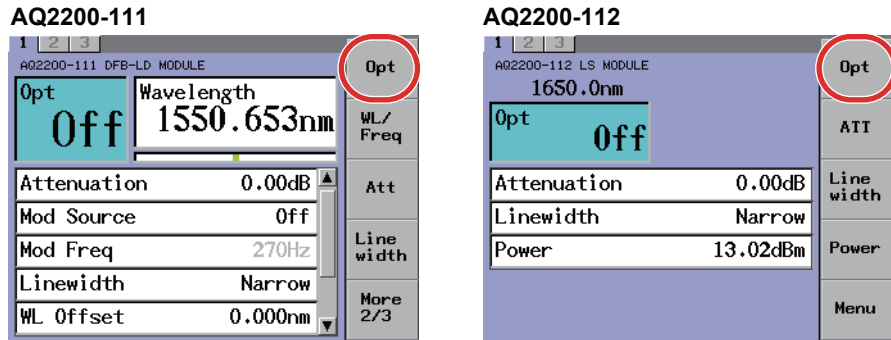 AQ2200-111
1 2 3
AQ2200-111 DFB-LD MODULE
Opt
Off
Wavelength
1550.653nm
Attenuation 0.00dB
Mod Source Off
Mod Freq 270Hz
Linewidth Narrow
WL Offset 0.000nm
Opt
WL/
Freq
Att
Line
width
More
2/3
AQ2200-112
1 2 3
AQ2200-112 LS MODULE
1650.0nm
Opt
Off
Attenuation 0.00dB
Linewidth Narrow
Power 13.02dBm
Opt
ATT
Line
width
Power
Menu